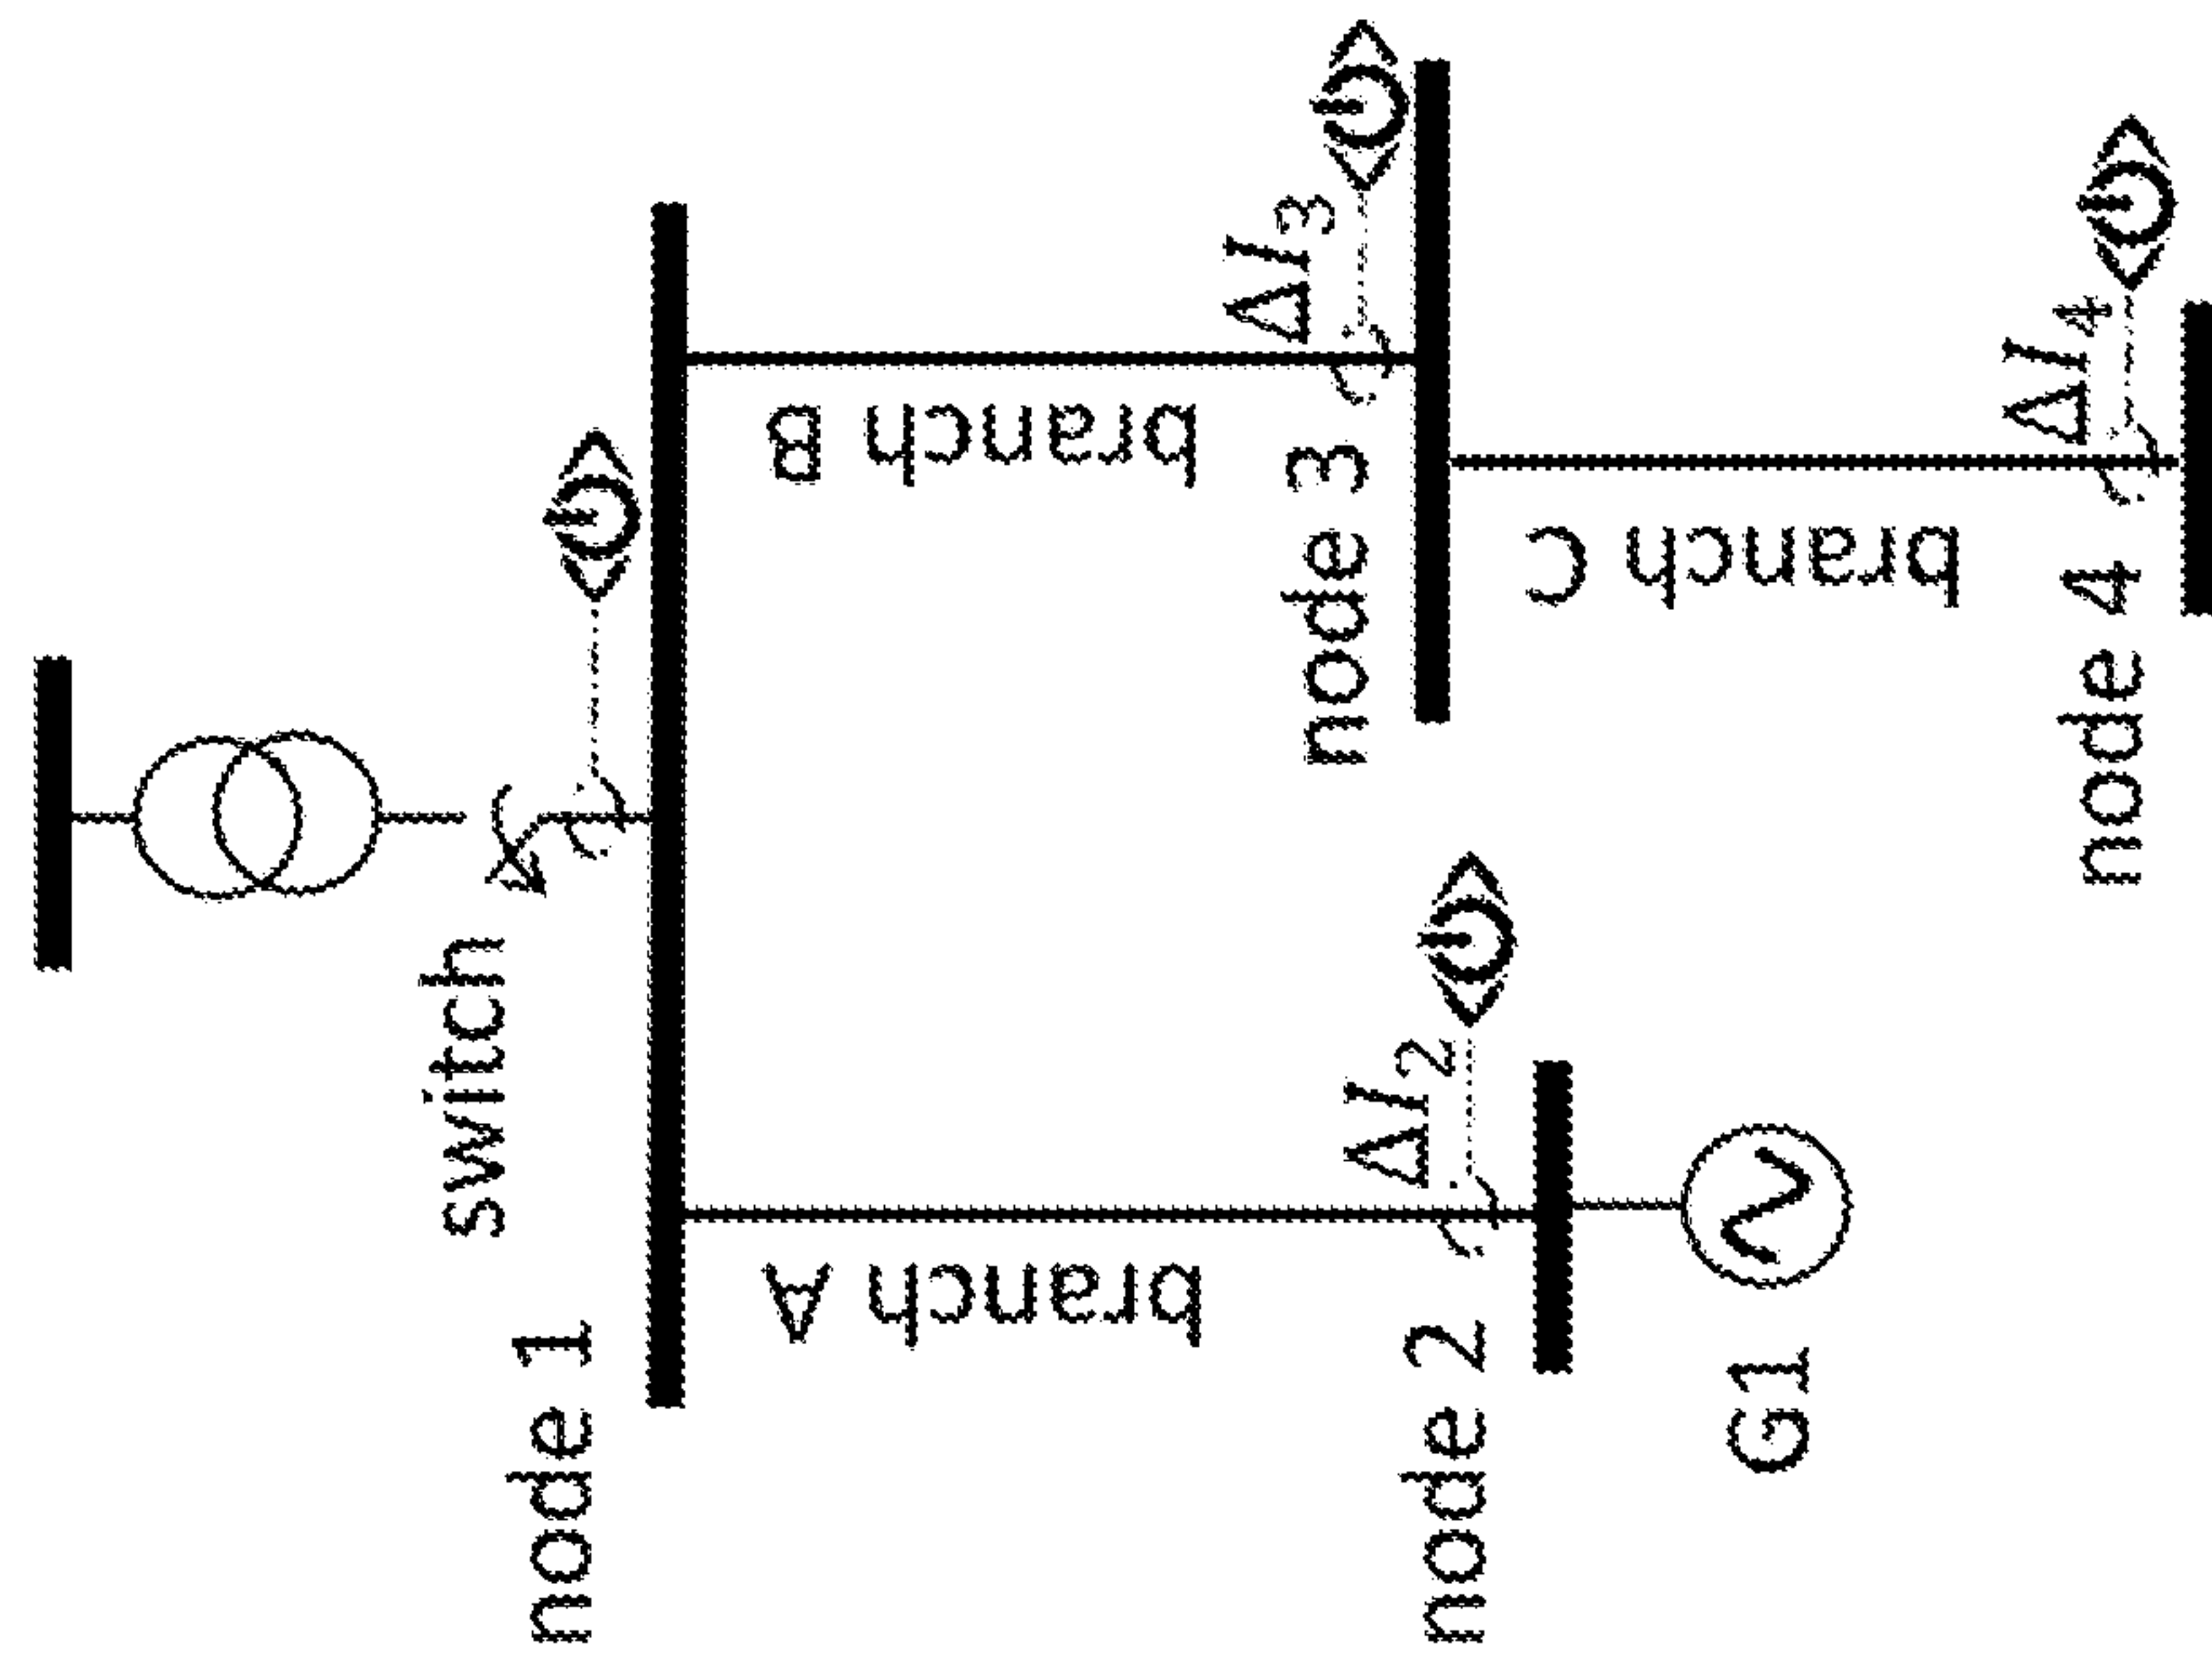 switch
node 1
branch A
branch B
ΔI2
ΔI3
node 2
node 3
G1
branch C
ΔI4
node 4